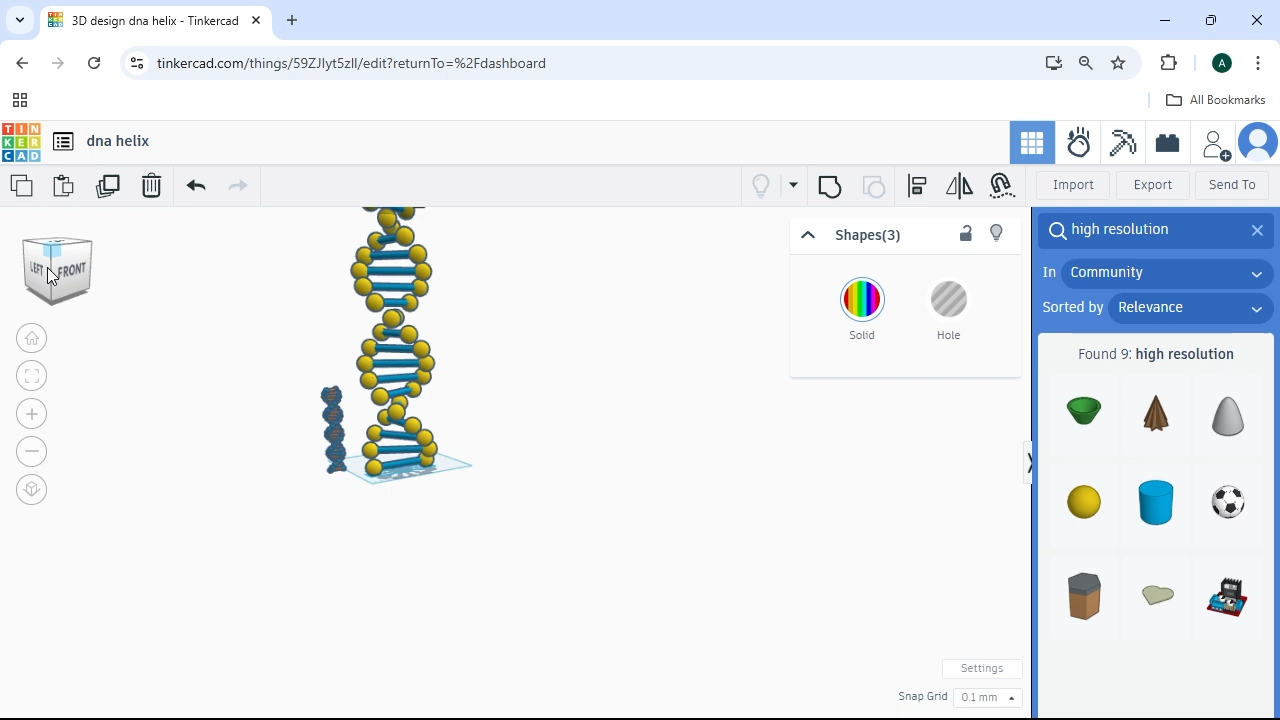 3D design dna helix - Tinkercad
tinkercad.com/things/59ZJlyt5zll/edit?returnTo=%2Fdashboard
A
All Bookmarks
TIN
KER
CAD
dna helix
Import
Export
Send To
LEFT
FRONT
Shapes(3)
Solid
Hole
high resolution
In
Community
Sorted by
Relevance
Found 9: high resolution
Settings
Snap Grid
0.1 mm